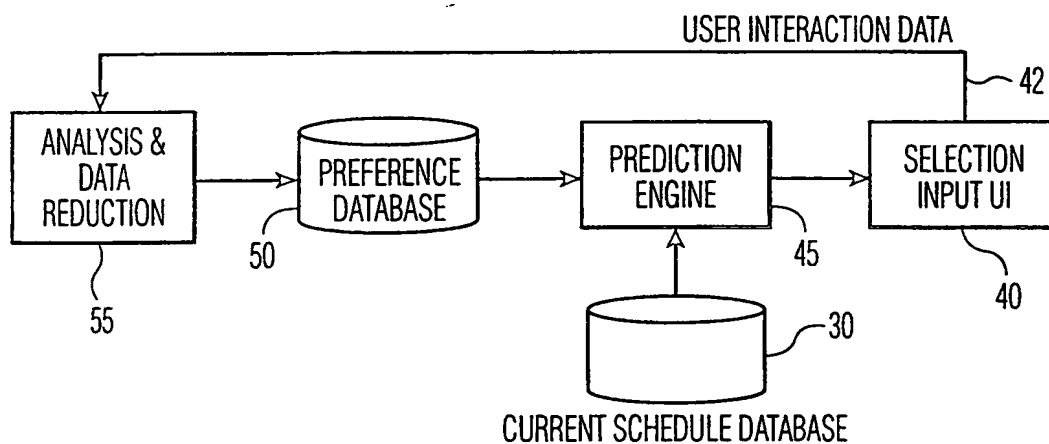 USER INTERACTION DATA
42
ANALYSIS &
DATA
REDUCTION
PREFERENCE
DATABASE
PREDICTION
ENGINE
SELECTION
INPUT UI
50
45
40
55
30
CURRENT SCHEDULE DATABASE